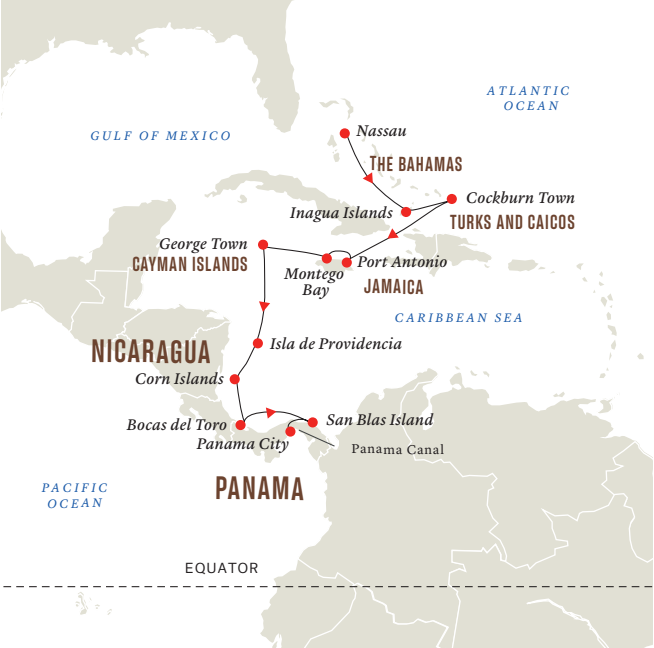 ATLANTIC
OCEAN
GULF OF MEXICO
Nassau
THE BAHAMAS
Cockburn Town
Inagua Islands
TURKS AND CAICOS
George Town
CAYMAN ISLANDS
Port Antonio
Montego
Bay
JAMAICA
CARIBBEAN SEA
Isla de Providencia
NICARAGUA
Corn Islands
San Blas Island
Bocas del Toro
Panama City
Panama Canal
PANAMA
PACIFIC
OCEAN
EQUATOR